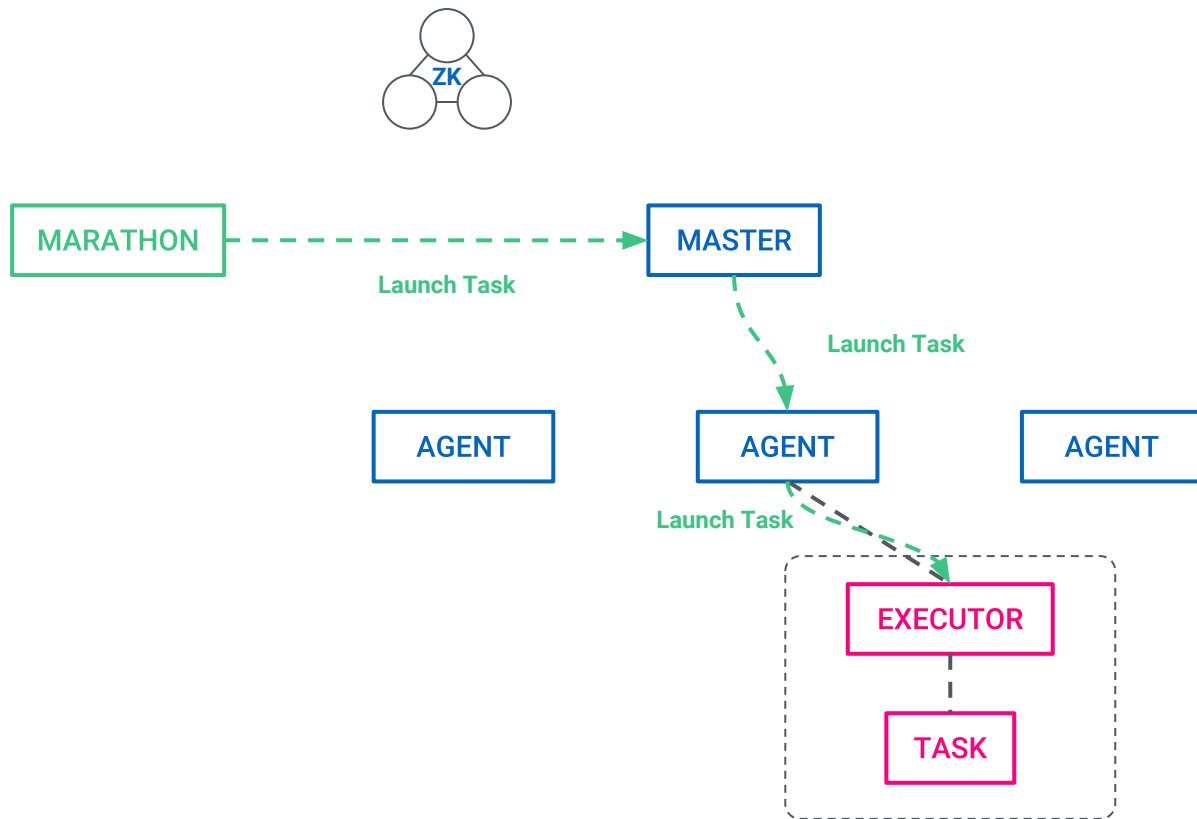 ZK
MARATHON
MASTER
Launch Task
Launch Task
AGENT
AGENT
AGENT
Launch Task
EXECUTOR
TASK